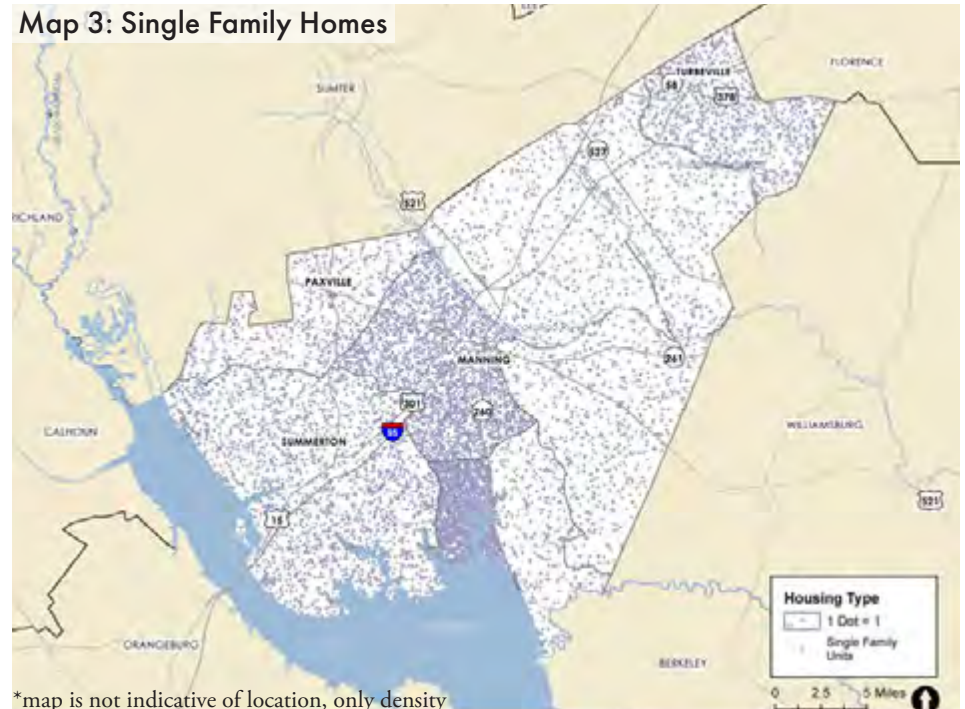 Map 3: Single Family Homes
FLORENCE
TURBEVILLE
58
378
SUMTER
527
521
RICHLAND
PAXVILLE
MANNING
261
301
260
CALHOUN
SUMMERTON
95
WILLIAMSBURG
521
15
Housing Type
1 Dot = 1
Single Family
Units
ORANGEBURG
BERKELEY
0 2.5 5 Miles
*map is not indicative of location, only density